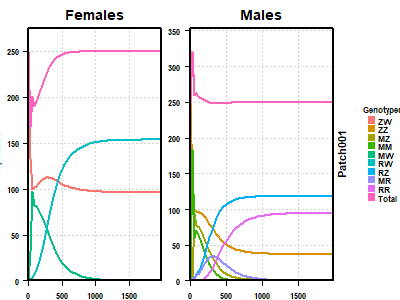 Females
Males
250
200
150
100
50
0
0
500
1000
1500
350
300
250
200
150
100
50
0
0
500
1000
1500
Patch001
Genotypes
ZW
ZZ
MZ
MM
MW
RW
RZ
MR
RR
Total